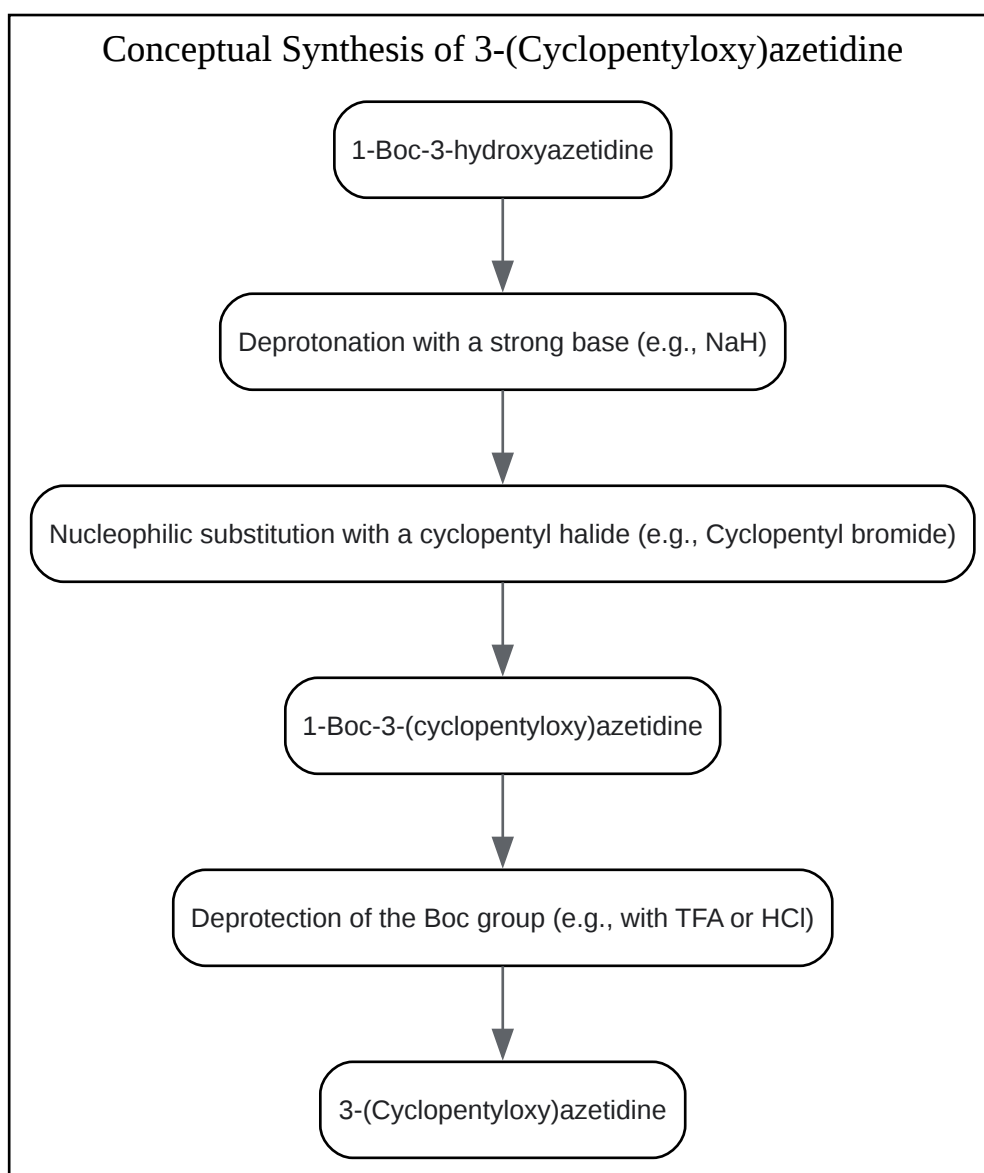 Conceptual Synthesis of 3-(Cyclopentyloxy)azetidine
1-Boc-3-hydroxyazetidine
Deprotonation with a strong base (e.g., NaH)
Nucleophilic substitution with a cyclopentyl halide (e.g., Cyclopentyl bromide)
1-Boc-3-(cyclopentyloxy)azetidine
Deprotection of the Boc group (e.g., with TFA or HCl)
3-(Cyclopentyloxy)azetidine